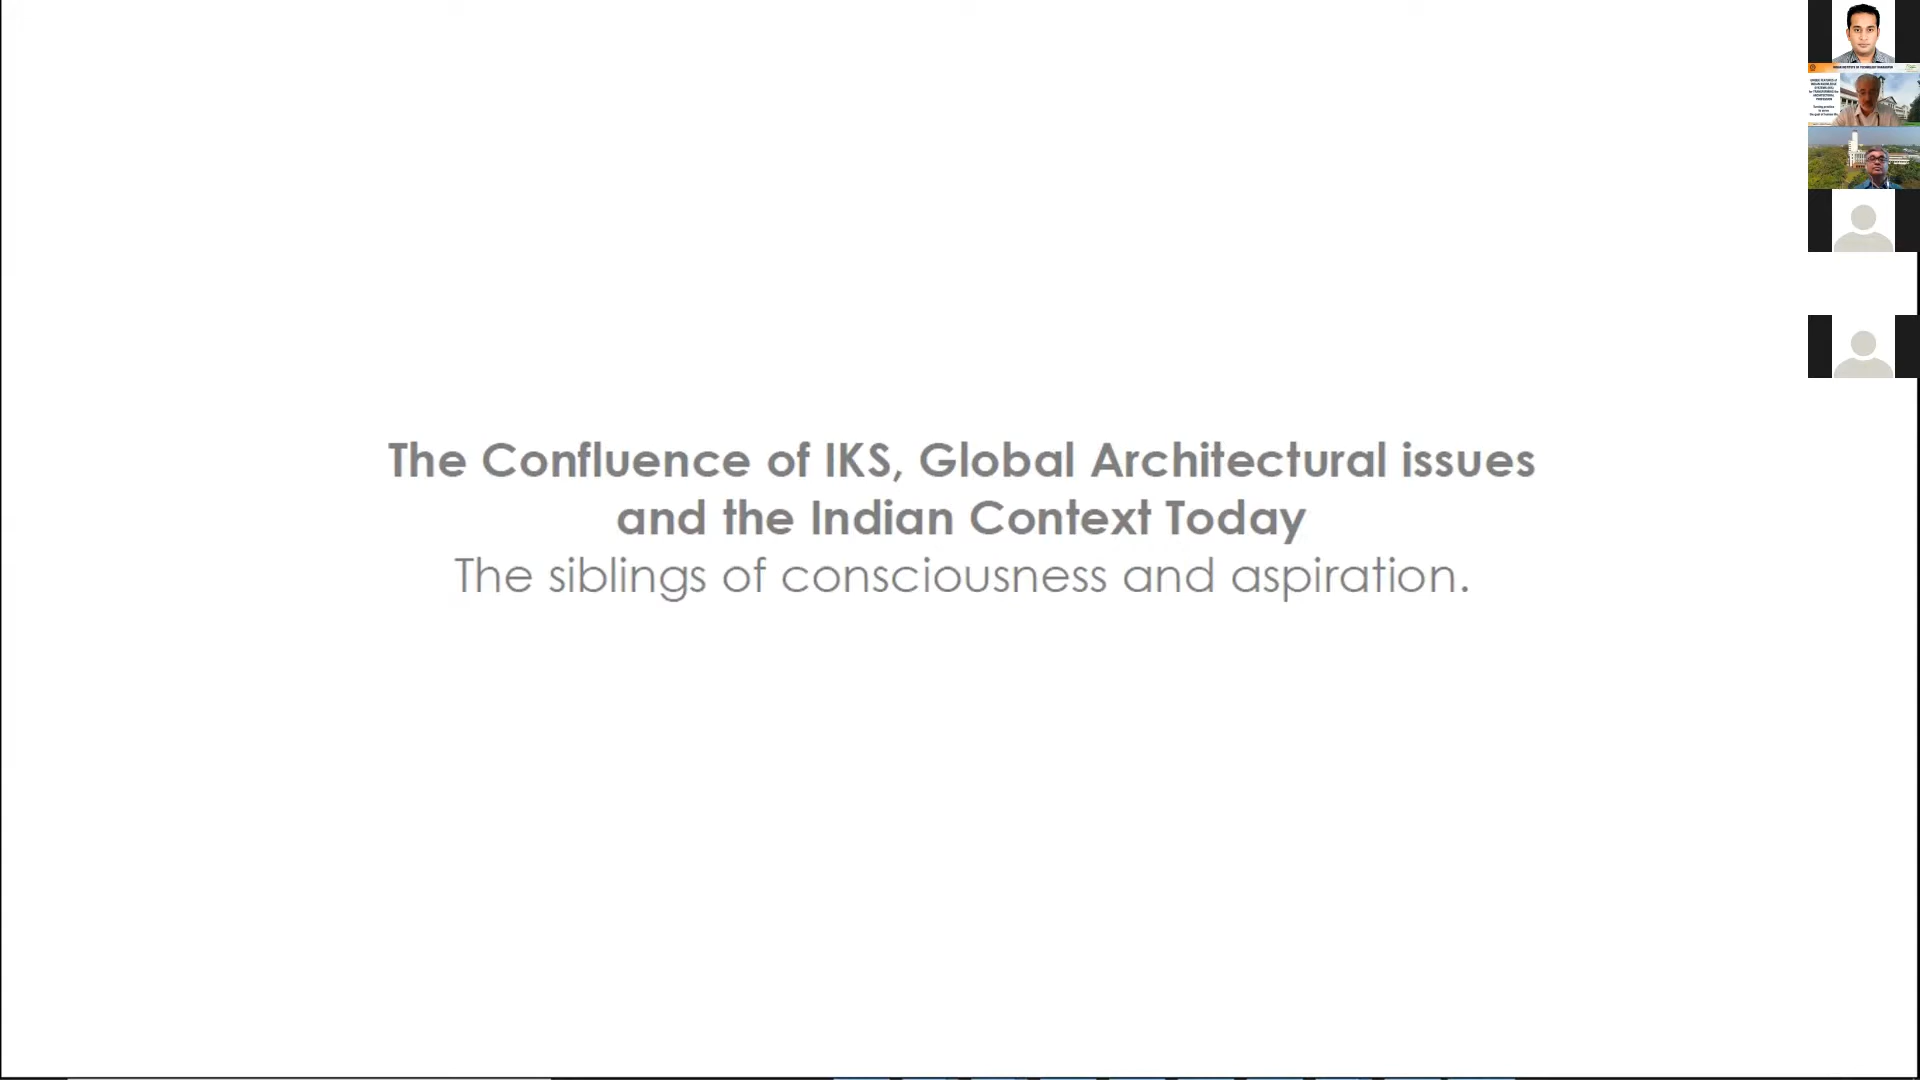 The Confluence of IKS, Global Architectural issues
and the Indian Context Today
The siblings of consciousness and aspiration.